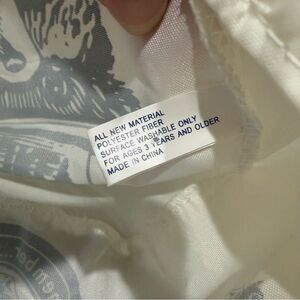 ALL NEW MATERIAL
POLYESTER FIBER
SURFACE WASHABLE ONLY
FOR AGES 3 YEARS AND OLDER
MADE IN CHINA